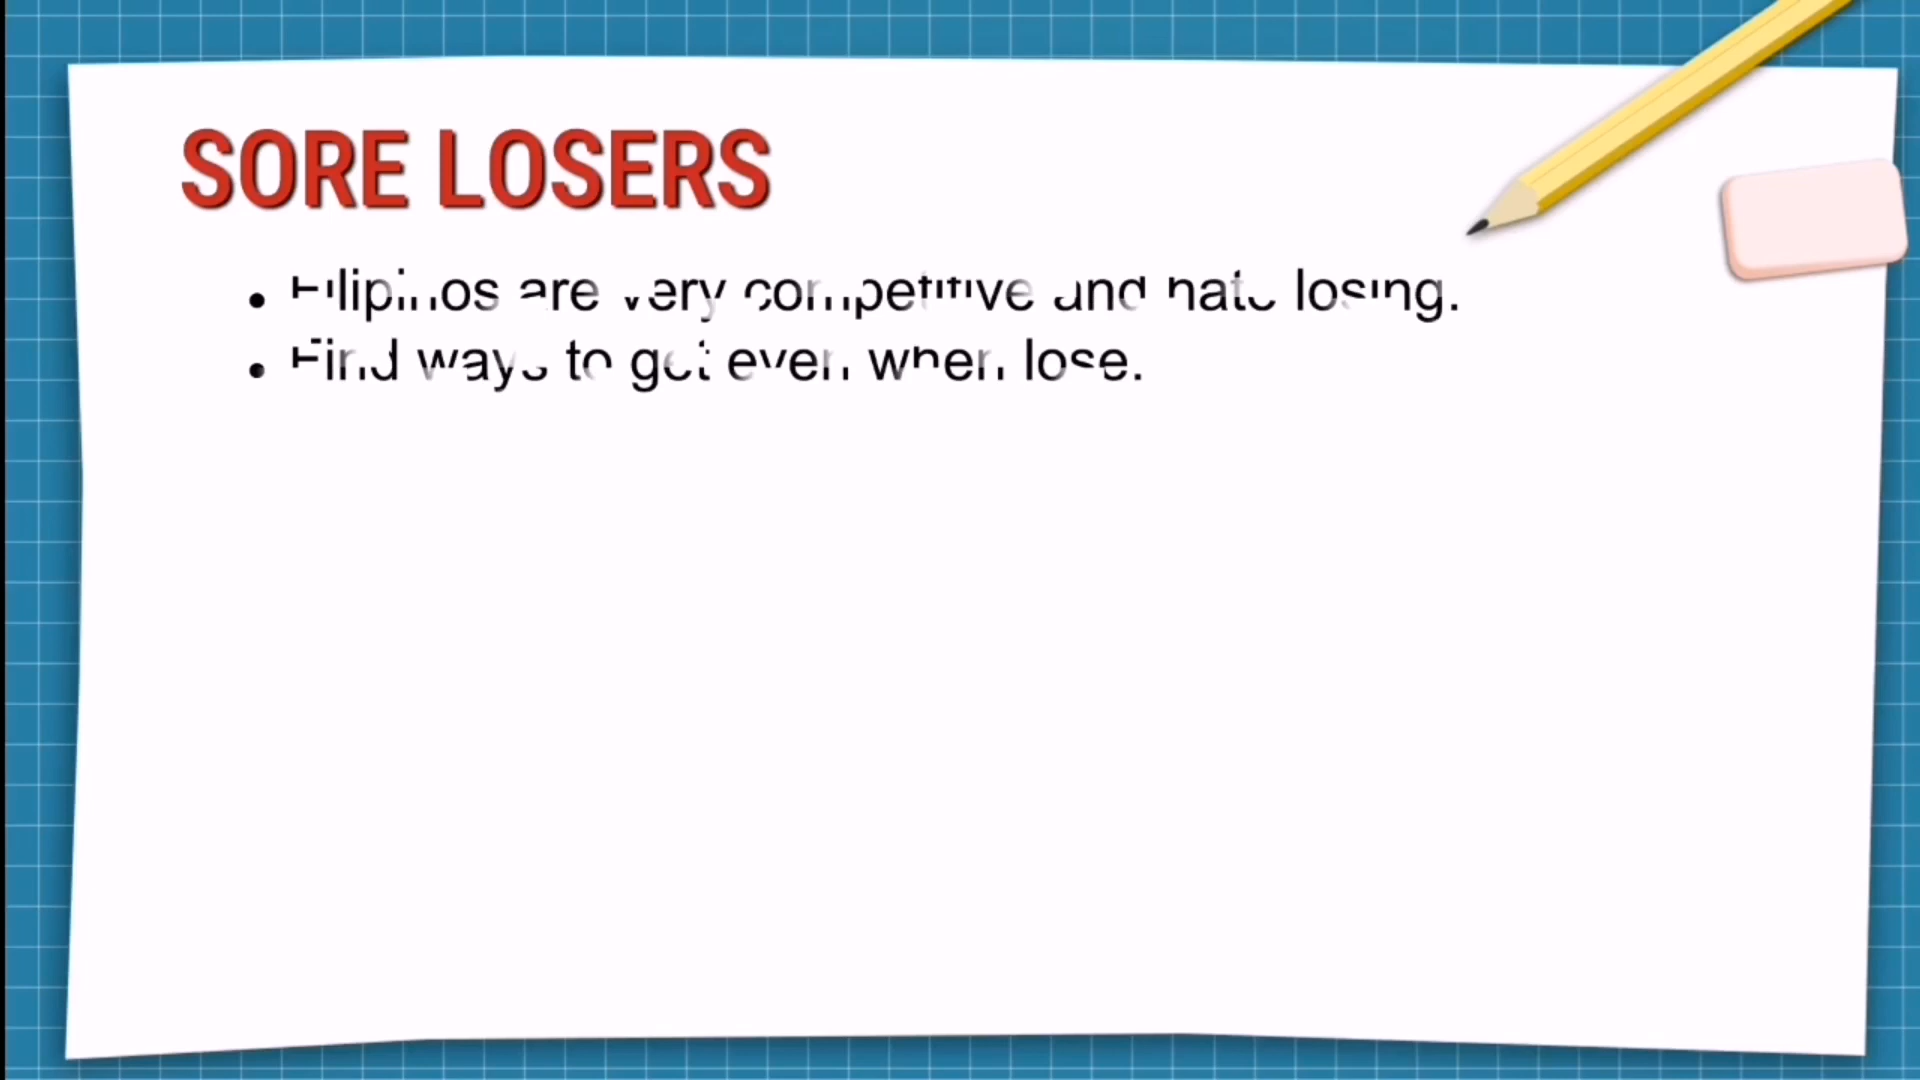 SORE LOSERS
• Filipinos are very competitive and hate losing.
• Find ways to get even when lose.